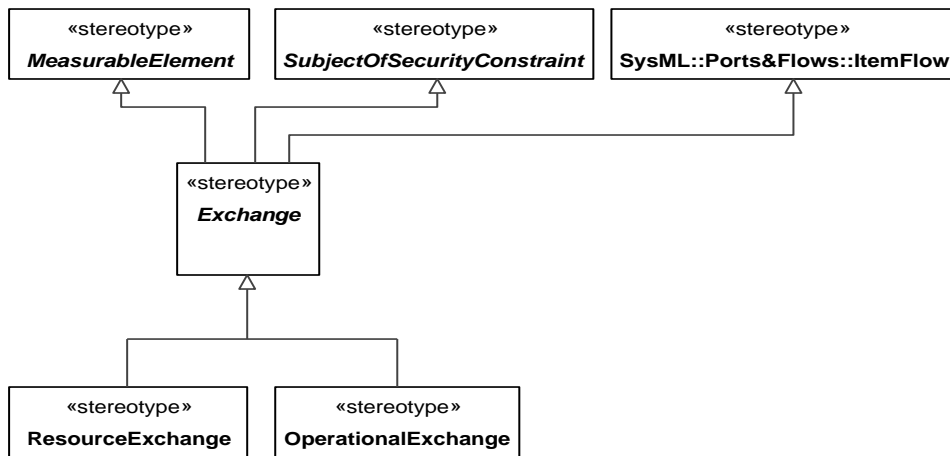 «stereotype»
MeasurableElement
«stereotype»
SubjectOfSecurityConstraint
«stereotype»
SysML::Ports&Flows::ItemFlow
«stereotype»
Exchange
«stereotype»
ResourceExchange
«stereotype»
OperationalExchange